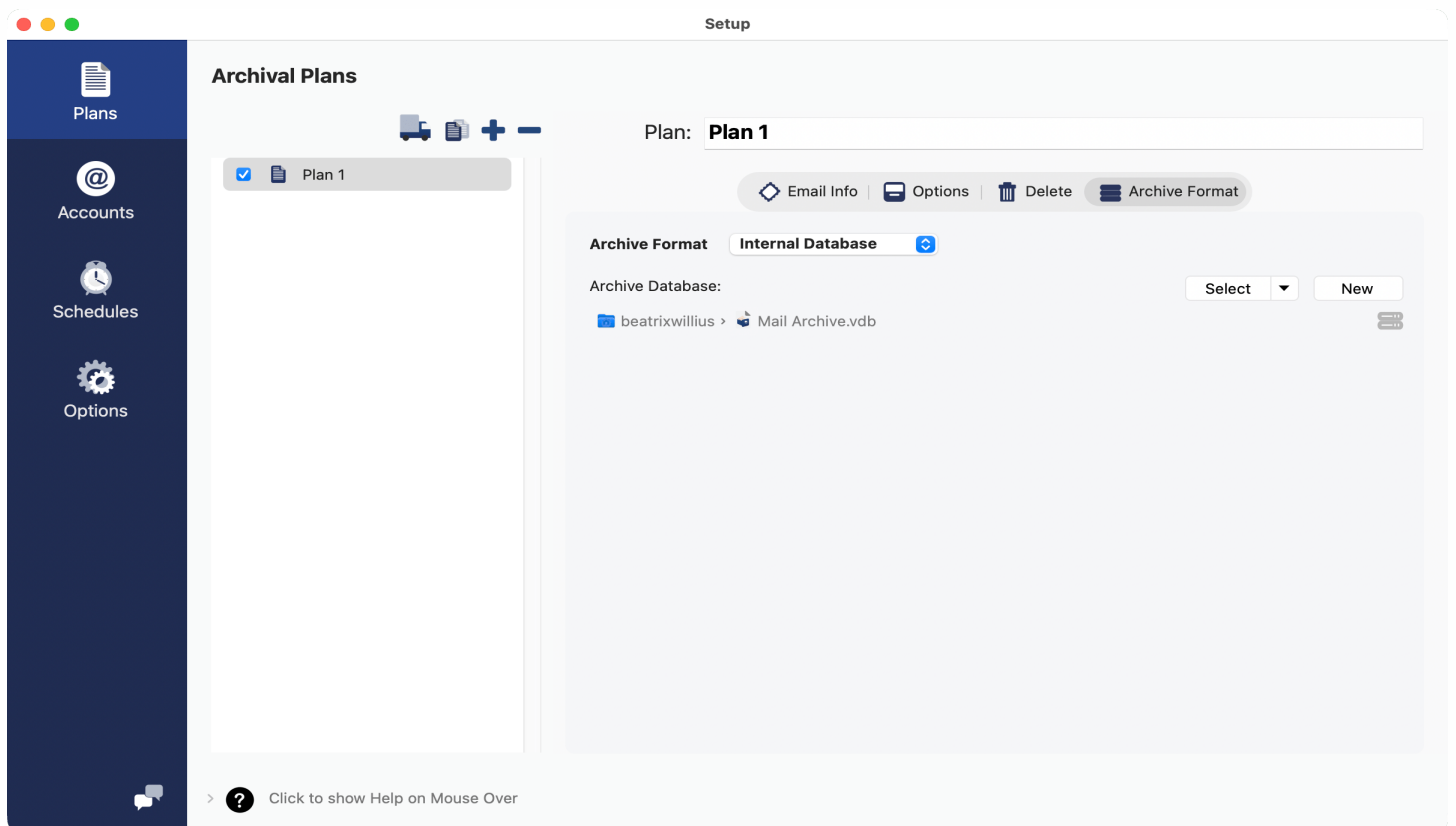 Setup
Plans
Accounts
Schedules
Options
Archival Plans
Plan 1
Plan: Plan 1
Email Info Options Delete Archive Format
Archive Format Internal Database
Archive Database: Select New
beatrixwillius › Mail Archive.vdb
? Click to show Help on Mouse Over